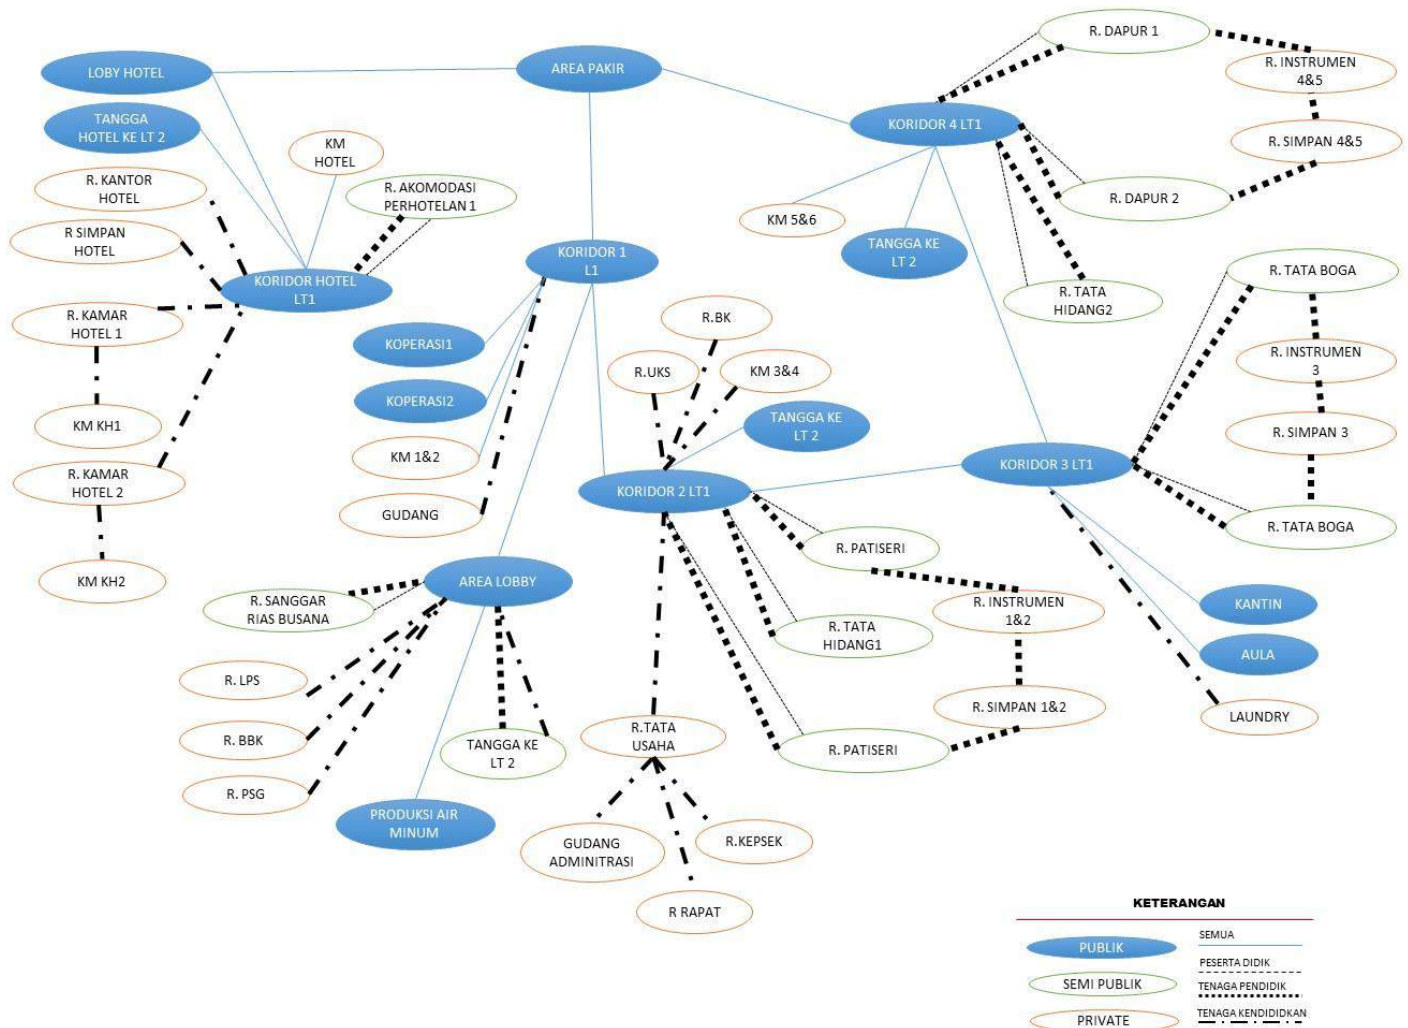 R. DAPUR 1
LOBY HOTEL
AREA PAKIR
R. INSTRUMEN
4&5
TANGGA
HOTEL KE LT 2
KORIDOR 4 LT1
KM
HOTEL
R. SIMPAN 4&5
R. KANTOR
HOTEL
R. AKOMODASI
PERHOTELAN 1
R. DAPUR 2
KM 5&6
R SIMPAN
HOTEL
KORIDOR 1
L1
TANGGA KE
LT 2
R. TATA BOGA
KORIDOR HOTEL
LT1
R. TATA
HIDANG2
R. KAMAR
HOTEL 1
R.BK
KOPERASI1
R.UKS
KM 3&4
R. INSTRUMEN
3
KOPERASI2
TANGGA KE
LT 2
KM KH1
R. SIMPAN 3
KM 1&2
KORIDOR 3 LT1
R. KAMAR
HOTEL 2
KORIDOR 2 LT1
GUDANG
R. TATA BOGA
R. PATISERI
KM KH2
AREA LOBBY
R. SANGGAR
RIAS BUSANA
R. INSTRUMEN
1&2
KANTIN
R. TATA
HIDANG1
AULA
R. LPS
R. SIMPAN 1&2
LAUNDRY
R. BBK
TANGGA KE
LT 2
R.TATA
USAHA
R. PATISERI
R. PSG
PRODUKSI AIR
MINUM
GUDANG
ADMINITRASI
R.KEPSEK
R RAPAT
KETERANGAN
PUBLIK
SEMUA
PESERTA DIDIK
SEMI PUBLIK
TENAGA PENDIDIK
PRIVATE
TENAGA KENDIDIDKAN